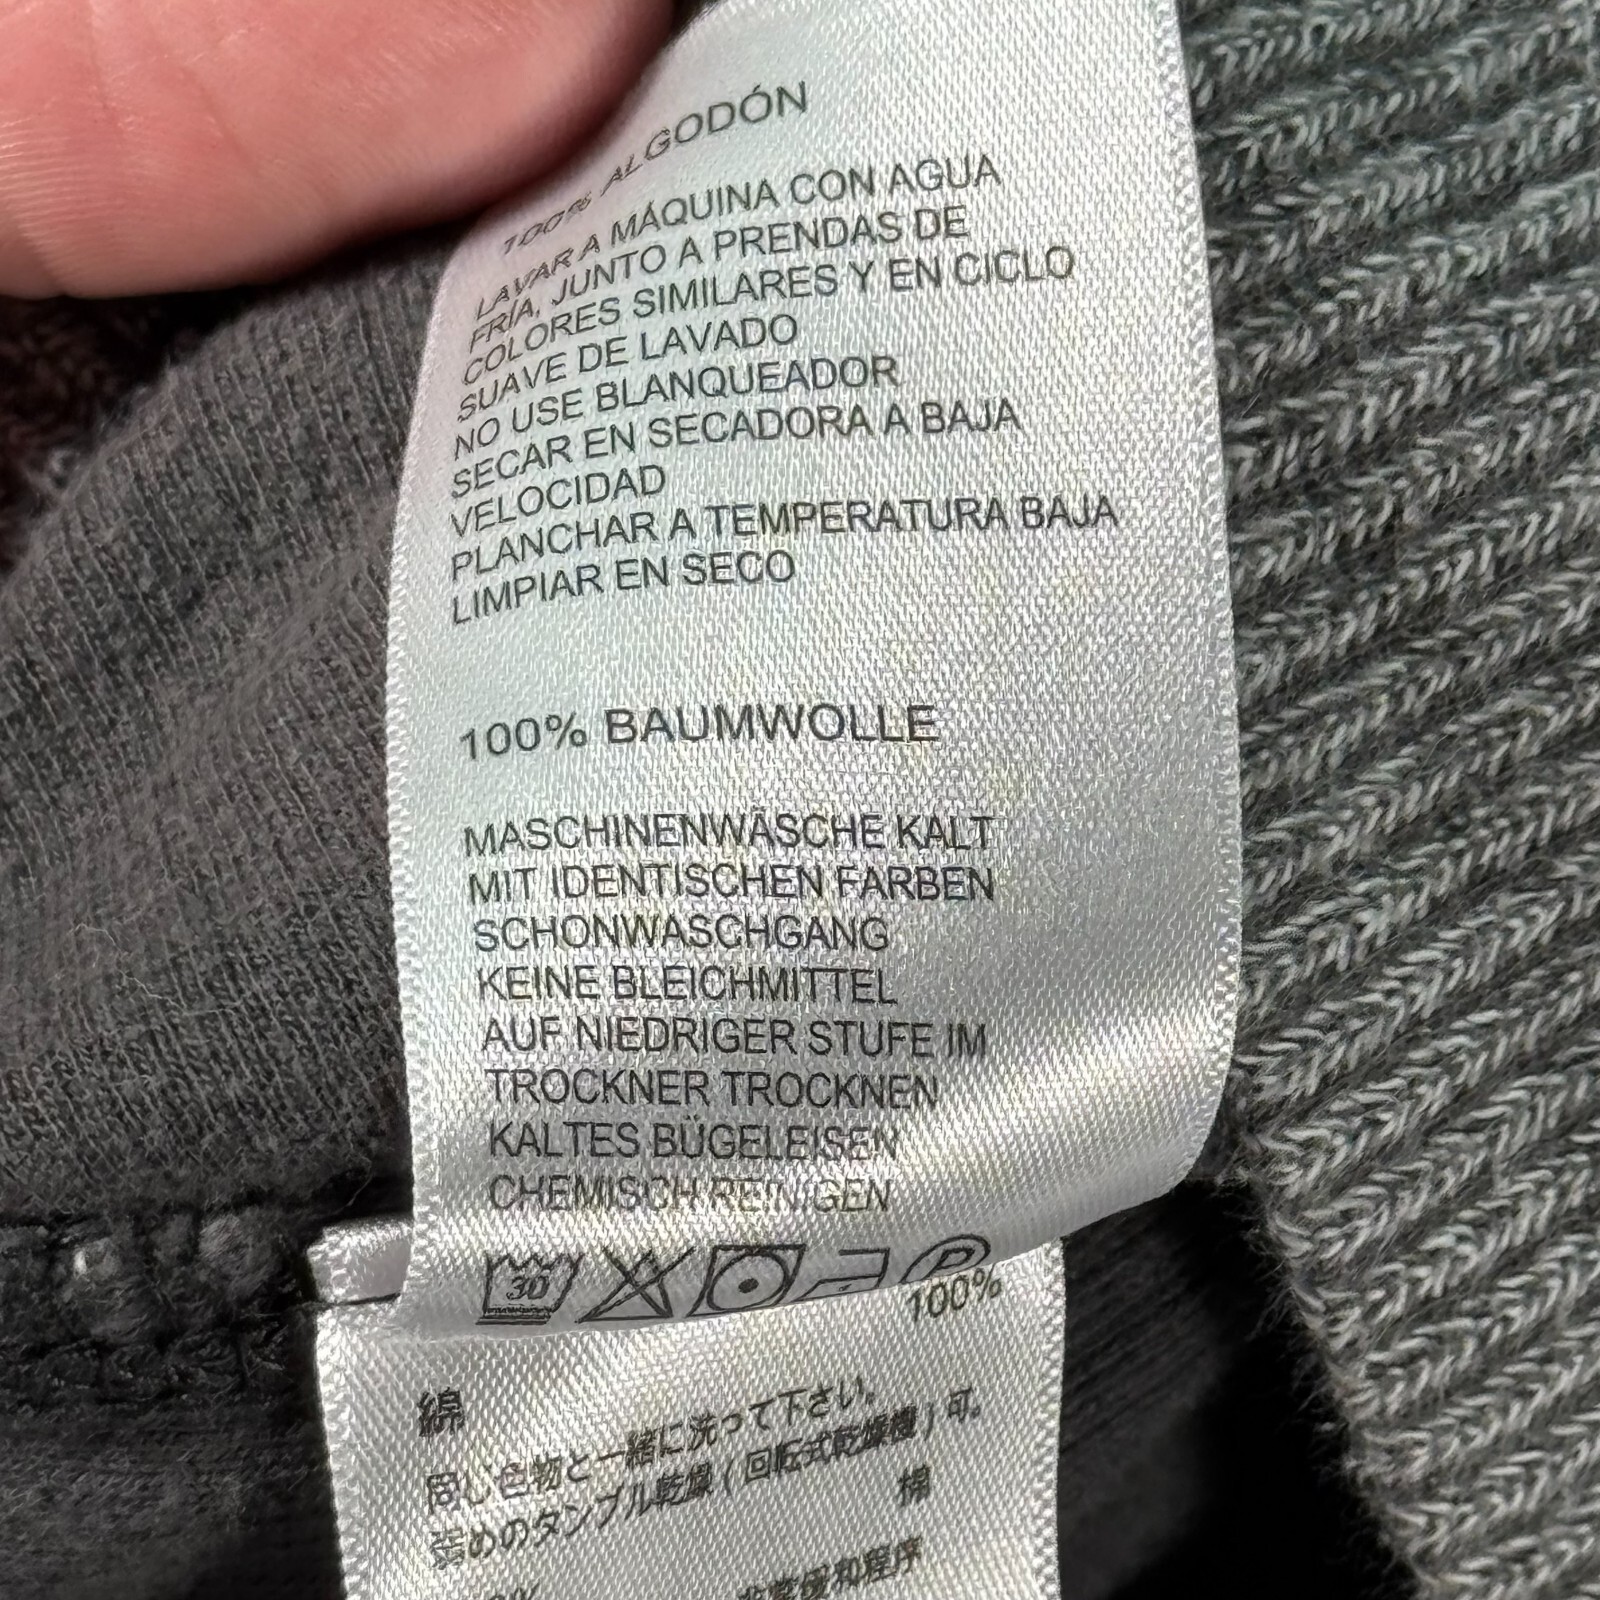 100% ALGODÓN
LAVAR A MÁQUINA CON AGUA
FRÍA, JUNTO A PRENDAS DE
COLORES SIMILARES Y EN CICLO
SUAVE DE LAVADO
NO USE BLANQUEADOR
SECAR EN SECADORA A BAJA
VELOCIDAD
PLANCHAR A TEMPERATURA BAJA
LIMPIAR EN SECO
100% BAUMWOLLE
MASCHINENWÄSCHE KALT
MIT IDENTISCHEN FARBEN
SCHONWASCHGANG
KEINE BLEICHMITTEL
AUF NIEDRIGER STUFE IM
TROCKNER TROCKNEN
KALTES BÜGELEISEN
CHEMISCH REINIGEN
30 P
100%
綿
同じ色物と一緒に洗って下さい。
弱めのタンブル乾燥(回転式乾燥機)可。
棉
柔和程序